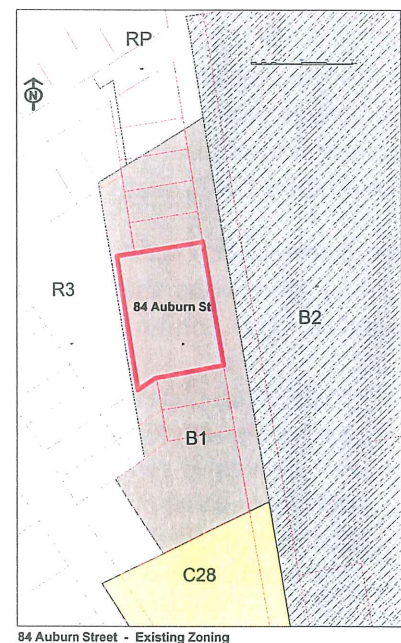 RP
N
R3
84 Auburn St
B2
B1
C28
84 Auburn Street - Existing Zoning